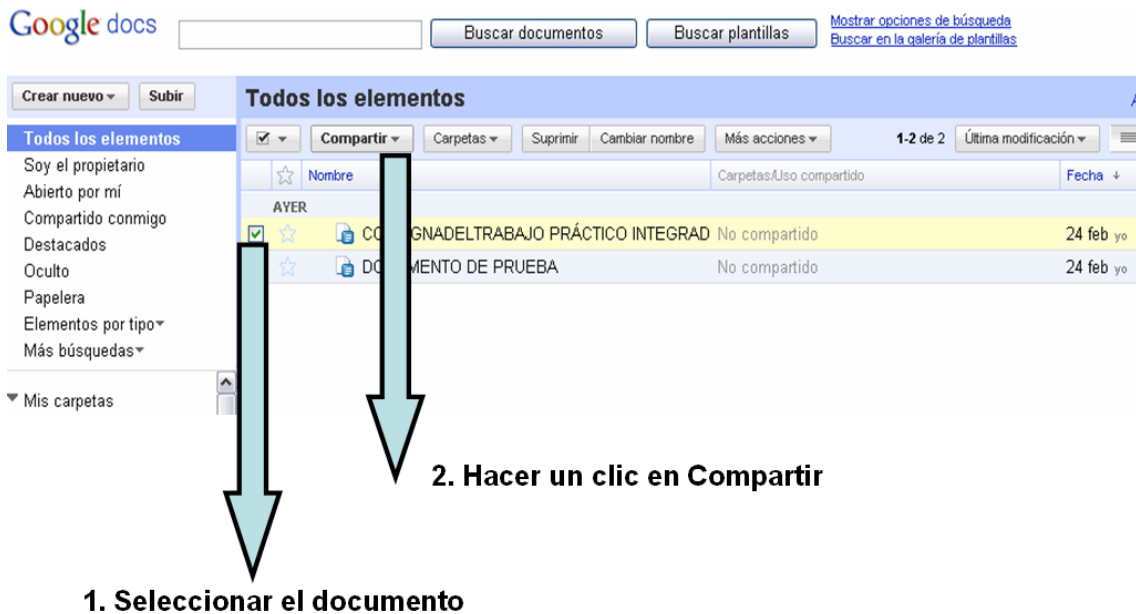 Google docs
Buscar documentos
Buscar plantillas
Mostrar opciones de búsqueda
Buscar en la galería de plantillas
Crear nuevo
Subir
Todos los elementos
Todos los elementos
Compartir
Carpetas
Suprimir
Cambiar nombre
Más acciones
1-2 de 2
Última modificación
Soy el propietario
Nombre
Carpetas/Uso compartido
Fecha
Abierto por mí
AYER
Compartido conmigo
GNADELTRABAJO PRÁCTICO INTEGRAD No compartido
24 feb yo
Destacados
MENTO DE PRUEBA
No compartido
24 feb yo
Oculto
Papelera
Elementos por tipo
Más búsquedas
Mis carpetas
2. Hacer un clic en Compartir
1. Seleccionar el documento